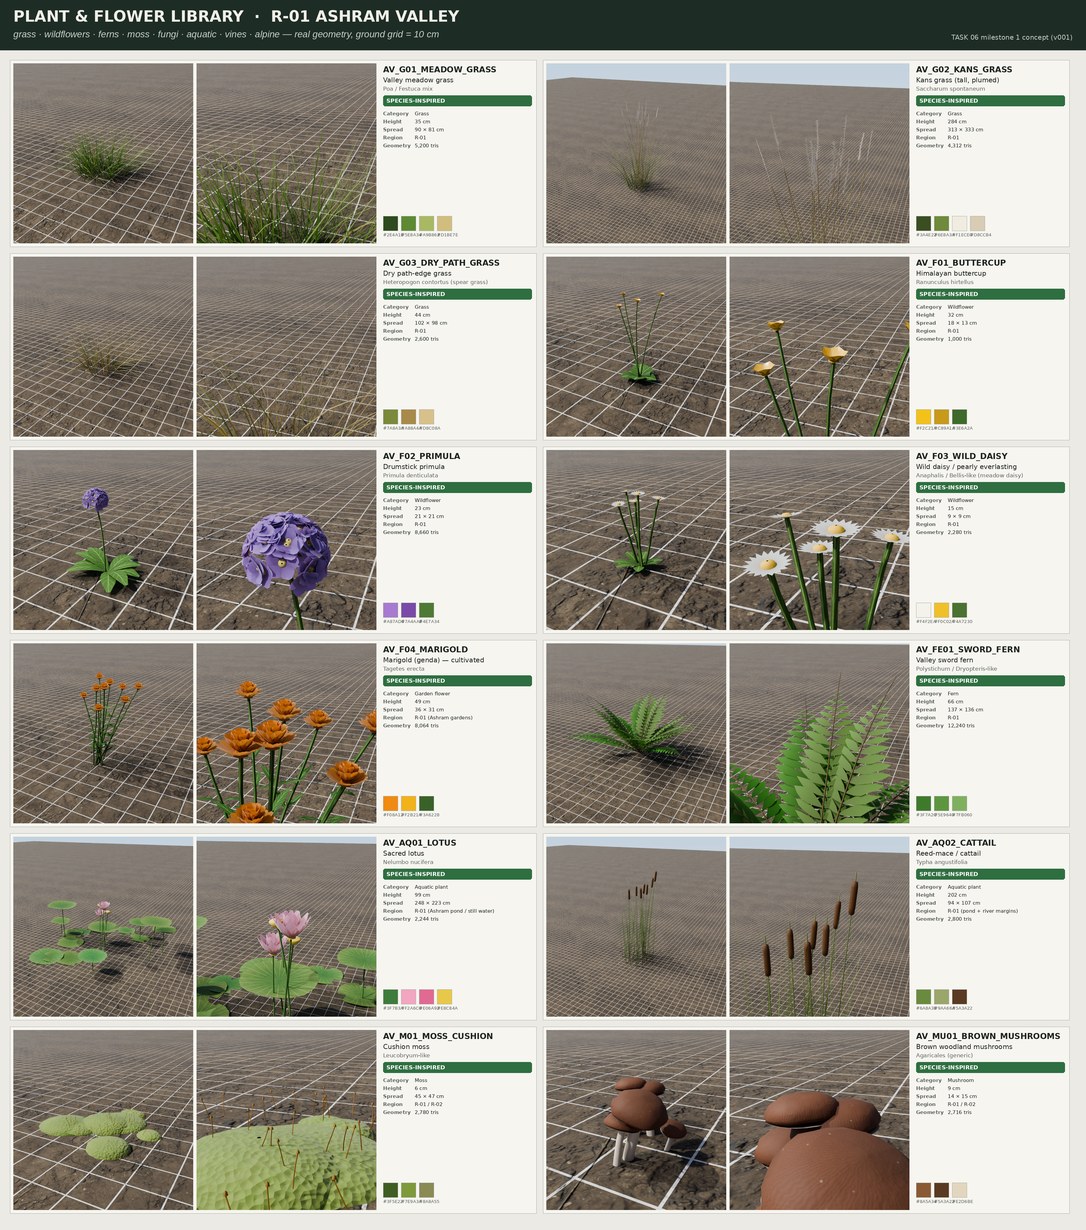 PLANT & FLOWER LIBRARY · R-01 ASHRAM VALLEY
grass · wildflowers · ferns · moss · fungi · aquatic · vines · alpine — real geometry, ground grid = 10 cm
TASK 06 milestone 1 concept (v001)
AV_G01_MEADOW_GRASS
Valley meadow grass
Poa / Festuca mix
SPECIES-INSPIRED
Category Grass
Height 35 cm
Spread 90 × 81 cm
Region R-01
Geometry 5,200 tris
AV_G02_KANS_GRASS
Kans grass (tall, plumed)
Saccharum spontaneum
SPECIES-INSPIRED
Category Grass
Height 284 cm
Spread 313 × 333 cm
Region R-01
Geometry 4,312 tris
AV_G03_DRY_PATH_GRASS
Dry path-edge grass
Heteropogon contortus (spear grass)
SPECIES-INSPIRED
Category Grass
Height 44 cm
Spread 102 × 98 cm
Region R-01
Geometry 2,600 tris
AV_F01_BUTTERCUP
Himalayan buttercup
Ranunculus hirtellus
SPECIES-INSPIRED
Category Wildflower
Height 32 cm
Spread 18 × 13 cm
Region R-01
Geometry 1,000 tris
AV_F02_PRIMULA
Drumstick primula
Primula denticulata
SPECIES-INSPIRED
Category Wildflower
Height 23 cm
Spread 21 × 21 cm
Region R-01
Geometry 8,660 tris
AV_F03_WILD_DAISY
Wild daisy / pearly everlasting
Anaphalis / Bellis-like (meadow daisy)
SPECIES-INSPIRED
Category Wildflower
Height 15 cm
Spread 9 × 9 cm
Region R-01
Geometry 2,280 tris
AV_F04_MARIGOLD
Marigold (genda) — cultivated
Tagetes erecta
SPECIES-INSPIRED
Category Garden flower
Height 49 cm
Spread 36 × 31 cm
Region R-01 (Ashram gardens)
Geometry 8,064 tris
AV_FE01_SWORD_FERN
Valley sword fern
Polystichum / Dryopteris-like
SPECIES-INSPIRED
Category Fern
Height 66 cm
Spread 137 × 136 cm
Region R-01
Geometry 12,240 tris
AV_AQ01_LOTUS
Sacred lotus
Nelumbo nucifera
SPECIES-INSPIRED
Category Aquatic plant
Height 99 cm
Spread 248 × 223 cm
Region R-01 (Ashram pond / still water)
Geometry 2,244 tris
AV_AQ02_CATTAIL
Reed-mace / cattail
Typha angustifolia
SPECIES-INSPIRED
Category Aquatic plant
Height 202 cm
Spread 94 × 107 cm
Region R-01 (pond + river margins)
Geometry 2,800 tris
AV_M01_MOSS_CUSHION
Cushion moss
Leucobryum-like
SPECIES-INSPIRED
Category Moss
Height 6 cm
Spread 45 × 47 cm
Region R-01 / R-02
Geometry 2,780 tris
AV_MU01_BROWN_MUSHROOMS
Brown woodland mushrooms
Agaricales (generic)
SPECIES-INSPIRED
Category Mushroom
Height 9 cm
Spread 14 × 15 cm
Region R-01 / R-02
Geometry 2,716 tris